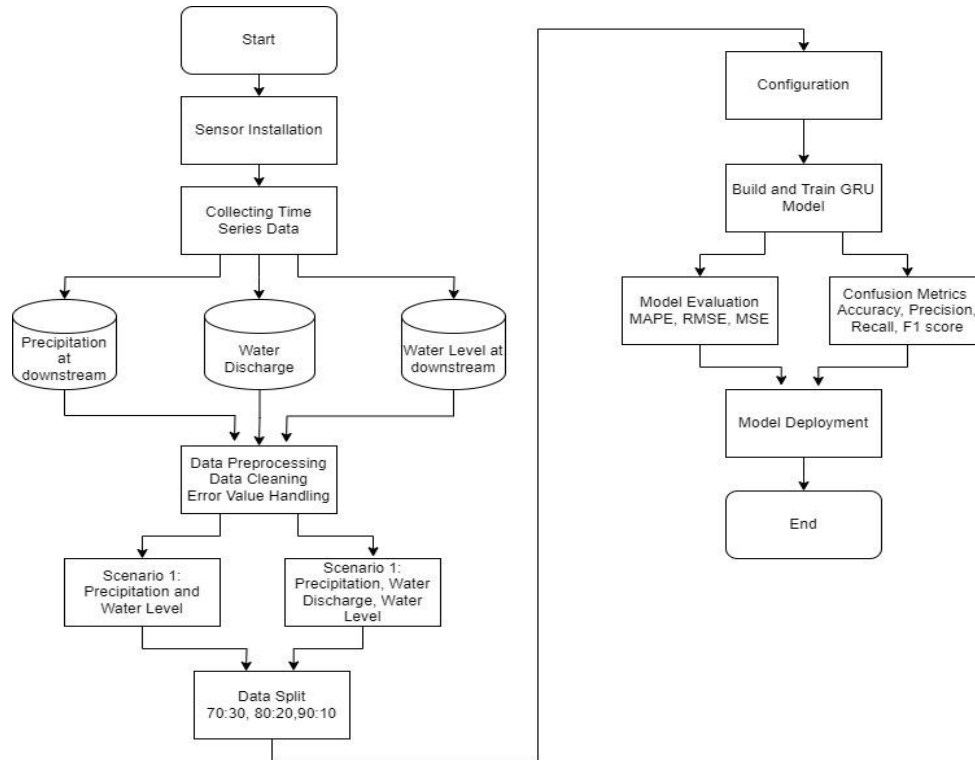 Start
Sensor Installation
Collecting Time
Series Data
Precipitation
at
downstream
Water
Discharge
Water Level at
downstream
Data Preprocessing
Data Cleaning
Error Value Handling
Scenario 1:
Precipitation and
Water Level
Scenario 1:
Precipitation, Water
Discharge, Water
Level
Data Split
70:30, 80:20,90:10
Configuration
Build and Train GRU
Model
Model Evaluation
MAPE, RMSE, MSE
Confusion Metrics
Accuracy, Precision,
Recall, F1 score
Model Deployment
End